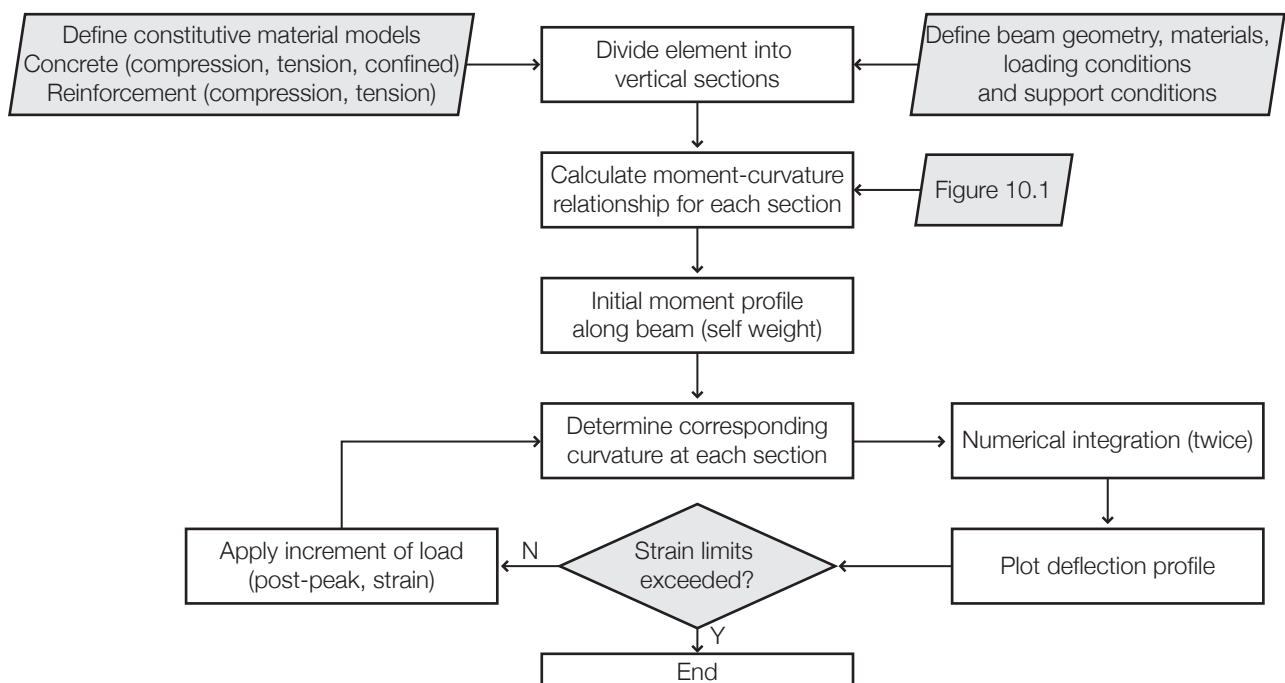 Define constitutive material models
Concrete (compression, tension, confined)
Reinforcement (compression, tension)
Divide element into
vertical sections
Define beam geometry, materials,
loading conditions
and support conditions
Calculate moment-curvature
relationship for each section
Figure 10.1
Initial moment profile
along beam (self weight)
Determine corresponding
curvature at each section
Numerical integration (twice)
Plot deflection profile
Strain limits
exceeded?
N
Apply increment of load
(post-peak, strain)
Y
End